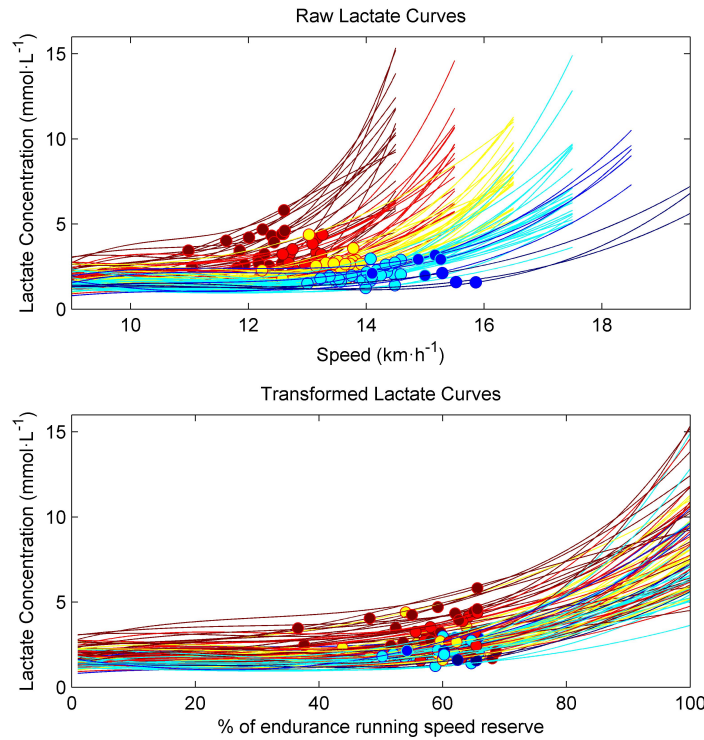 Raw Lactate Curves
Lactate Concentration (mmol·L⁻¹)
15
10
5
0
10 12 14 16 18
Speed (km·h⁻¹)
Transformed Lactate Curves
Lactate Concentration (mmol·L⁻¹)
15
10
5
0
0 20 40 60 80 100
% of endurance running speed reserve